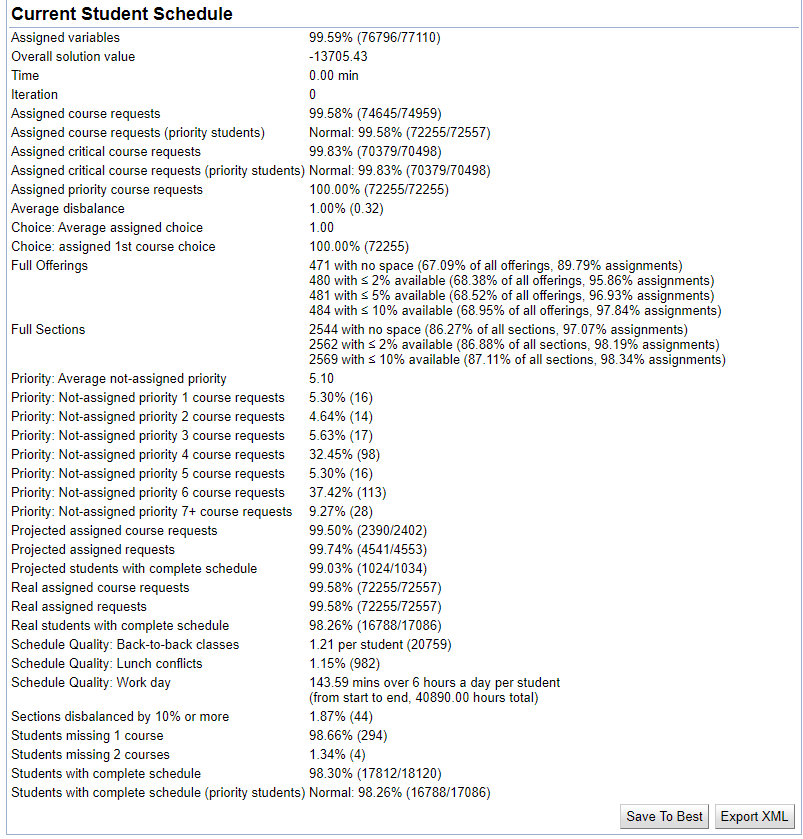 Current Student Schedule
Assigned variables 99.59% (76796/77110)
Overall solution value -13705.43
Time 0.00 min
Iteration 0
Assigned course requests 99.58% (74645/74959)
Assigned course requests (priority students) Normal: 99.58% (72255/72557)
Assigned critical course requests 99.83% (70379/70498)
Assigned critical course requests (priority students) Normal: 99.83% (70379/70498)
Assigned priority course requests 100.00% (72255/72255)
Average disbalance 1.00% (0.32)
Choice: Average assigned choice 1.00
Choice: assigned 1st course choice 100.00% (72255)
Full Offerings 471 with no space (67.09% of all offerings, 89.79% assignments)
480 with ≤ 2% available (68.38% of all offerings, 95.86% assignments)
481 with ≤ 5% available (68.52% of all offerings, 96.93% assignments)
484 with ≤ 10% available (68.95% of all offerings, 97.84% assignments)
Full Sections 2544 with no space (86.27% of all sections, 97.07% assignments)
2562 with ≤ 2% available (86.88% of all sections, 98.19% assignments)
2569 with ≤ 10% available (87.11% of all sections, 98.34% assignments)
Priority: Average not-assigned priority 5.10
Priority: Not-assigned priority 1 course requests 5.30% (16)
Priority: Not-assigned priority 2 course requests 4.64% (14)
Priority: Not-assigned priority 3 course requests 5.63% (17)
Priority: Not-assigned priority 4 course requests 32.45% (98)
Priority: Not-assigned priority 5 course requests 5.30% (16)
Priority: Not-assigned priority 6 course requests 37.42% (113)
Priority: Not-assigned priority 7+ course requests 9.27% (28)
Projected assigned course requests 99.50% (2390/2402)
Projected assigned requests 99.74% (4541/4553)
Projected students with complete schedule 99.03% (1024/1034)
Real assigned course requests 99.58% (72255/72557)
Real assigned requests 99.58% (72255/72557)
Real students with complete schedule 98.26% (16788/17086)
Schedule Quality: Back-to-back classes 1.21 per student (20759)
Schedule Quality: Lunch conflicts 1.15% (982)
Schedule Quality: Work day 143.59 mins over 6 hours a day per student
(from start to end, 40890.00 hours total)
Sections disbalanced by 10% or more 1.87% (44)
Students missing 1 course 98.66% (294)
Students missing 2 courses 1.34% (4)
Students with complete schedule 98.30% (17812/18120)
Students with complete schedule (priority students) Normal: 98.26% (16788/17086)
Save To Best Export XML